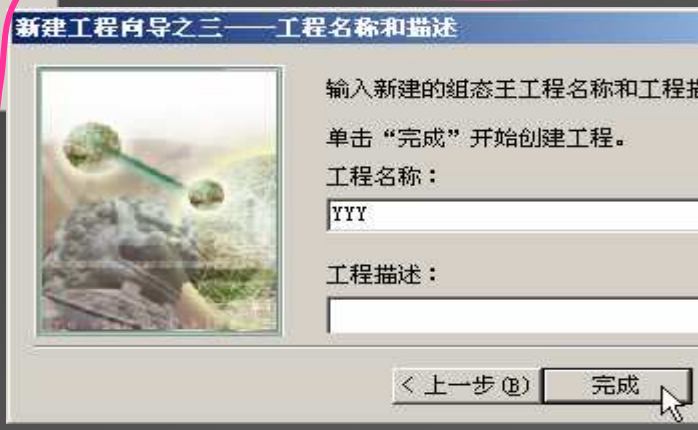 新建工程向导之三——工程名称和描述
输入新建的组态王工程名称和工程描
单击“完成”开始创建工程。
工程名称：
YYY
工程描述：
< 上一步(B)
完成